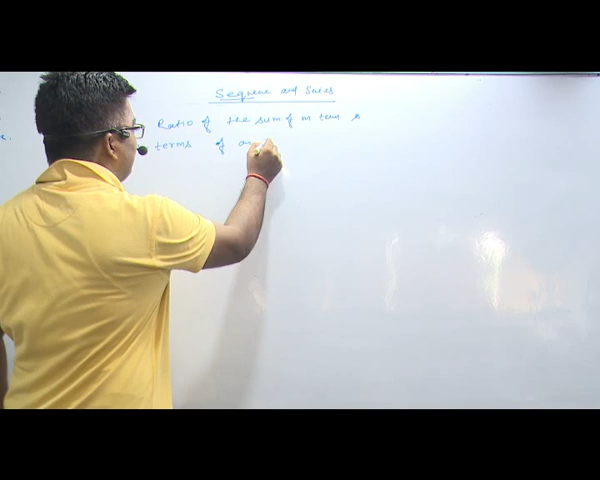 Sequence and Series
Ratio of the sum of m terms
terms of